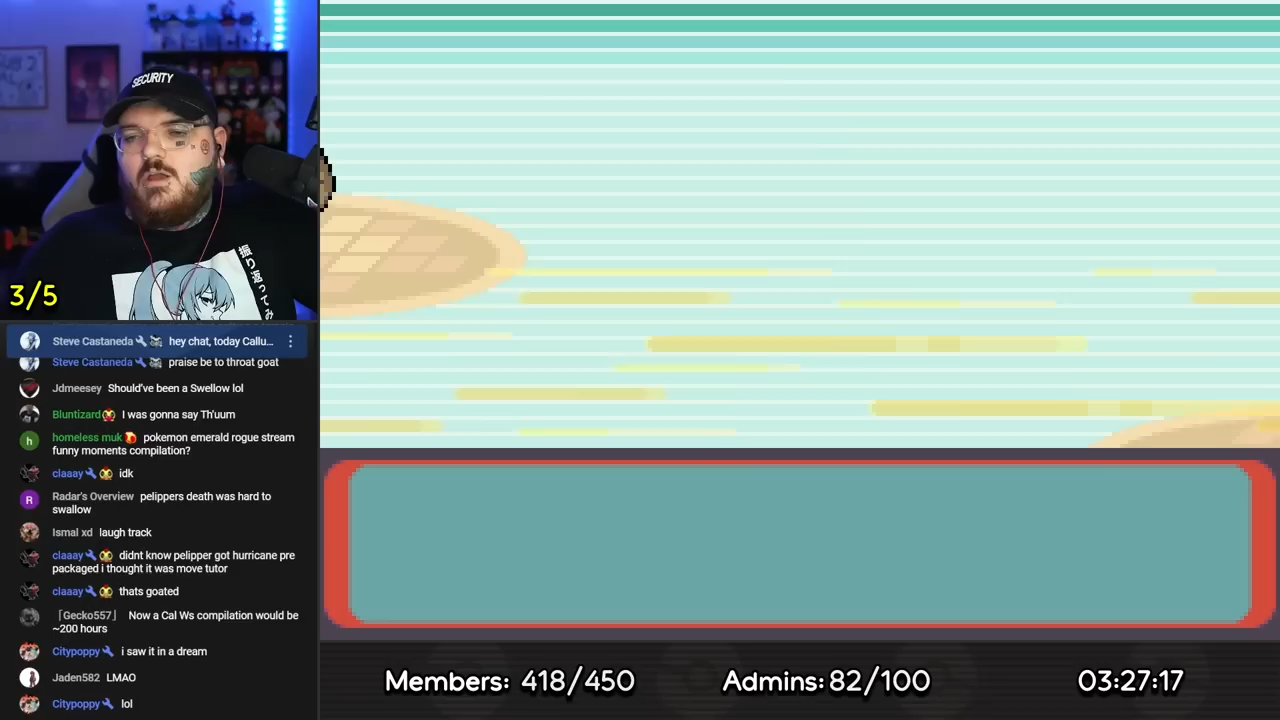 SECURITY
3/5
Steve Castaneda hey chat, today Callu...
Steve Castaneda praise be to throat goat
Jdmeesey Should've been a Swellow lol
Bluntizard I was gonna say Th'uum
homeless muk pokemon emerald rogue stream
funny moments compilation?
claaay idk
Radar's Overview pelippers death was hard to
swallow
Ismal xd laugh track
claaay didnt know pelipper got hurricane pre
packaged i thought it was move tutor
claaay thats goated
「Gecko557」 Now a Cal Ws compilation would be
~200 hours
Citypoppy i saw it in a dream
Jaden582 LMAO
Citypoppy lol
h
R
Members: 418/450
Admins: 82/100
03:27:17